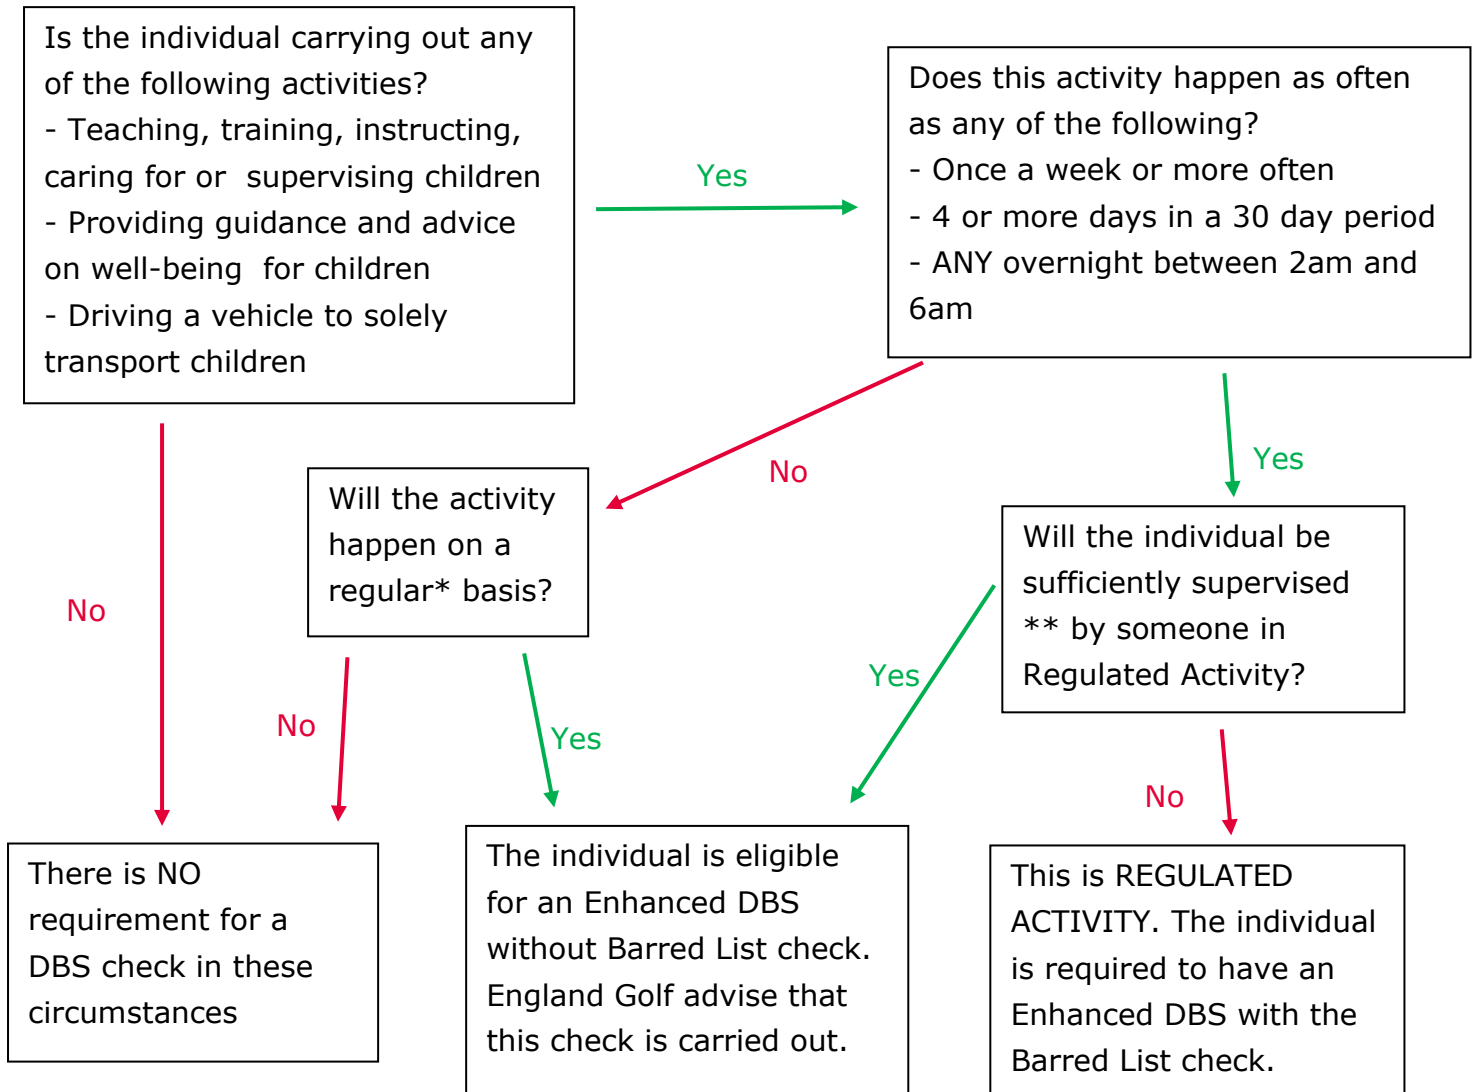 Is the individual carrying out any
of the following activities?
- Teaching, training, instructing,
caring for or  supervising children
- Providing guidance and advice
on well-being  for children
- Driving a vehicle to solely
transport children
Yes
Does this activity happen as often
as any of the following?
- Once a week or more often
- 4 or more days in a 30 day period
- ANY overnight between 2am and
6am
No
No
Yes
Will the activity
happen on a
regular* basis?
Will the individual be
sufficiently supervised
** by someone in
Regulated Activity?
No
Yes
Yes
No
There is NO
requirement for a
DBS check in these
circumstances
The individual is eligible
for an Enhanced DBS
without Barred List check.
England Golf advise that
this check is carried out.
This is REGULATED
ACTIVITY. The individual
is required to have an
Enhanced DBS with the
Barred List check.